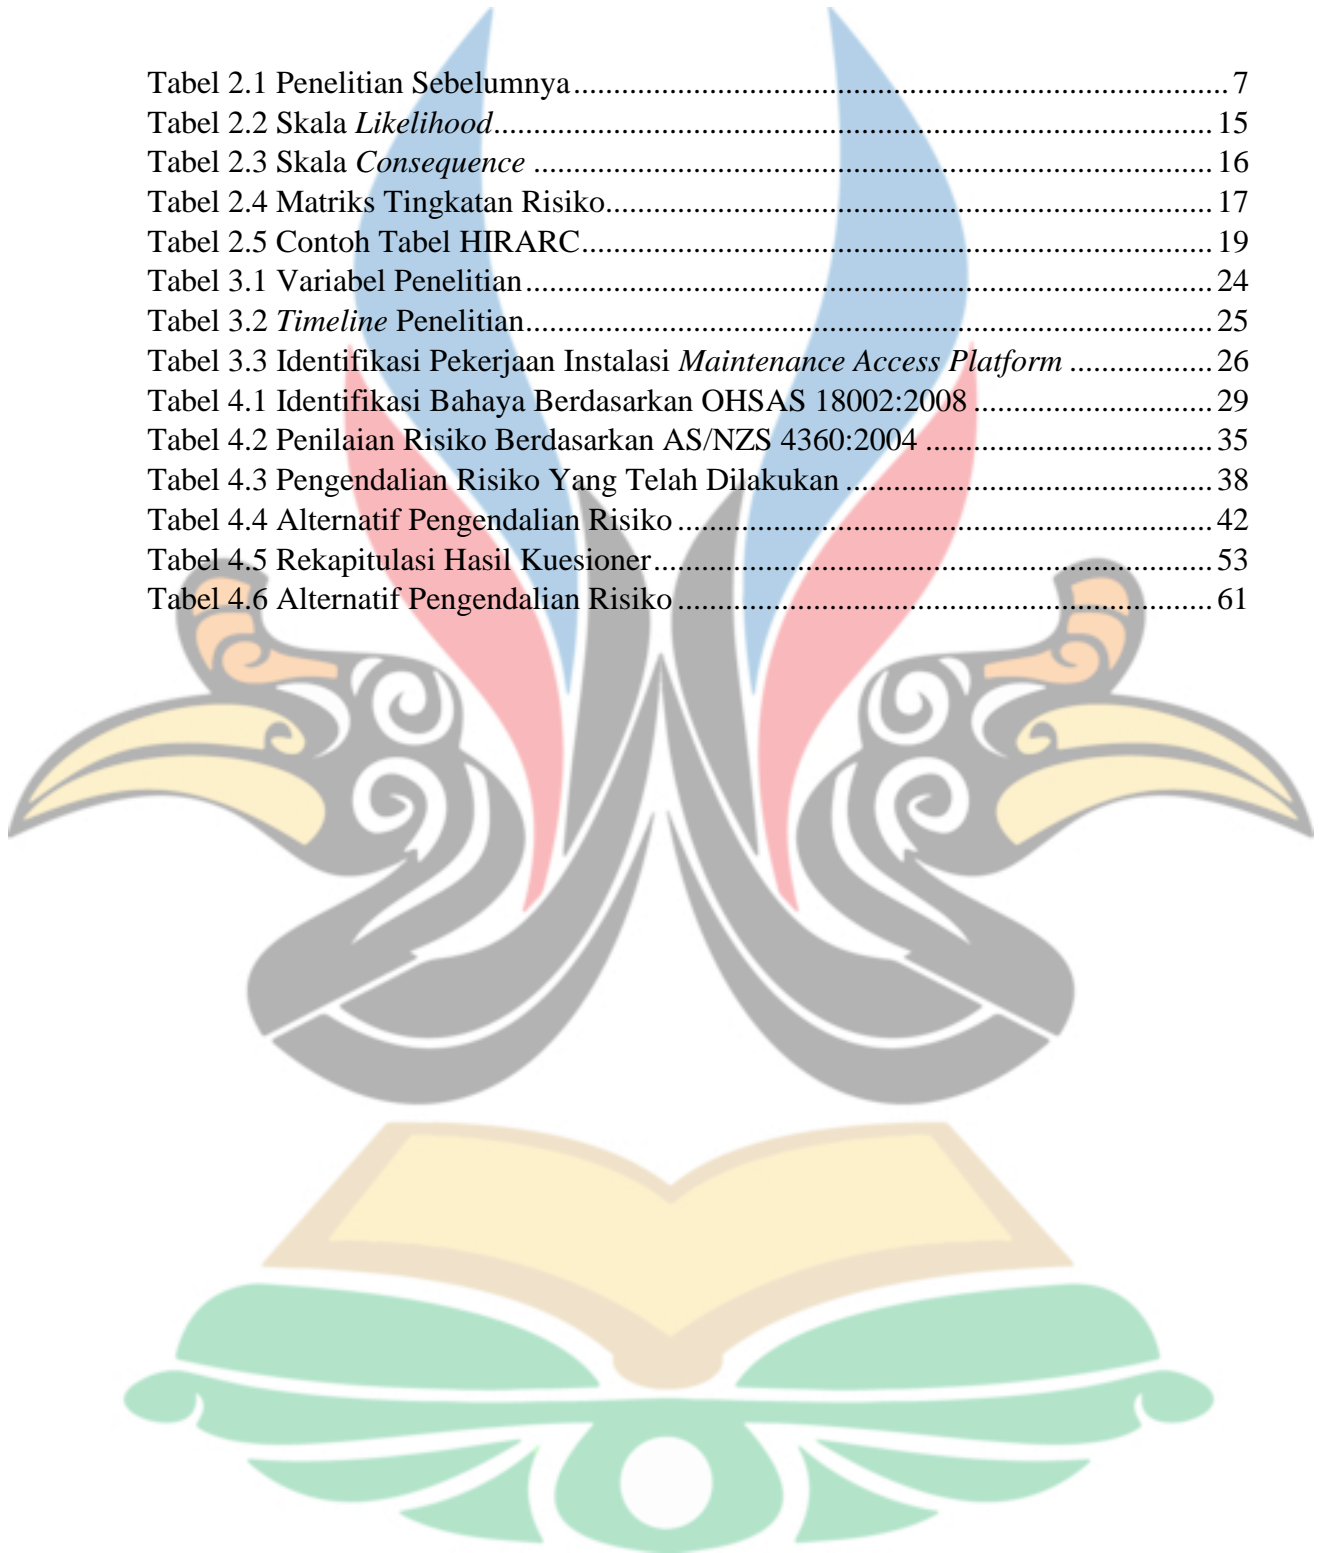 Tabel 2.1 Penelitian Sebelumnya.................................................................................. 7
Tabel 2.2 Skala Likelihood.......................................................................................... 15
Tabel 2.3 Skala Consequence ..................................................................................... 16
Tabel 2.4 Matriks Tingkatan Risiko............................................................................ 17
Tabel 2.5 Contoh Tabel HIRARC............................................................................... 19
Tabel 3.1 Variabel Penelitian...................................................................................... 24
Tabel 3.2 Timeline Penelitian...................................................................................... 25
Tabel 3.3 Identifikasi Pekerjaan Instalasi Maintenance Access Platform .................. 26
Tabel 4.1 Identifikasi Bahaya Berdasarkan OHSAS 18002:2008 .............................. 29
Tabel 4.2 Penilaian Risiko Berdasarkan AS/NZS 4360:2004 .................................... 35
Tabel 4.3 Pengendalian Risiko Yang Telah Dilakukan .............................................. 38
Tabel 4.4 Alternatif Pengendalian Risiko ................................................................... 42
Tabel 4.5 Rekapitulasi Hasil Kuesioner...................................................................... 53
Tabel 4.6 Alternatif Pengendalian Risiko ................................................................... 61